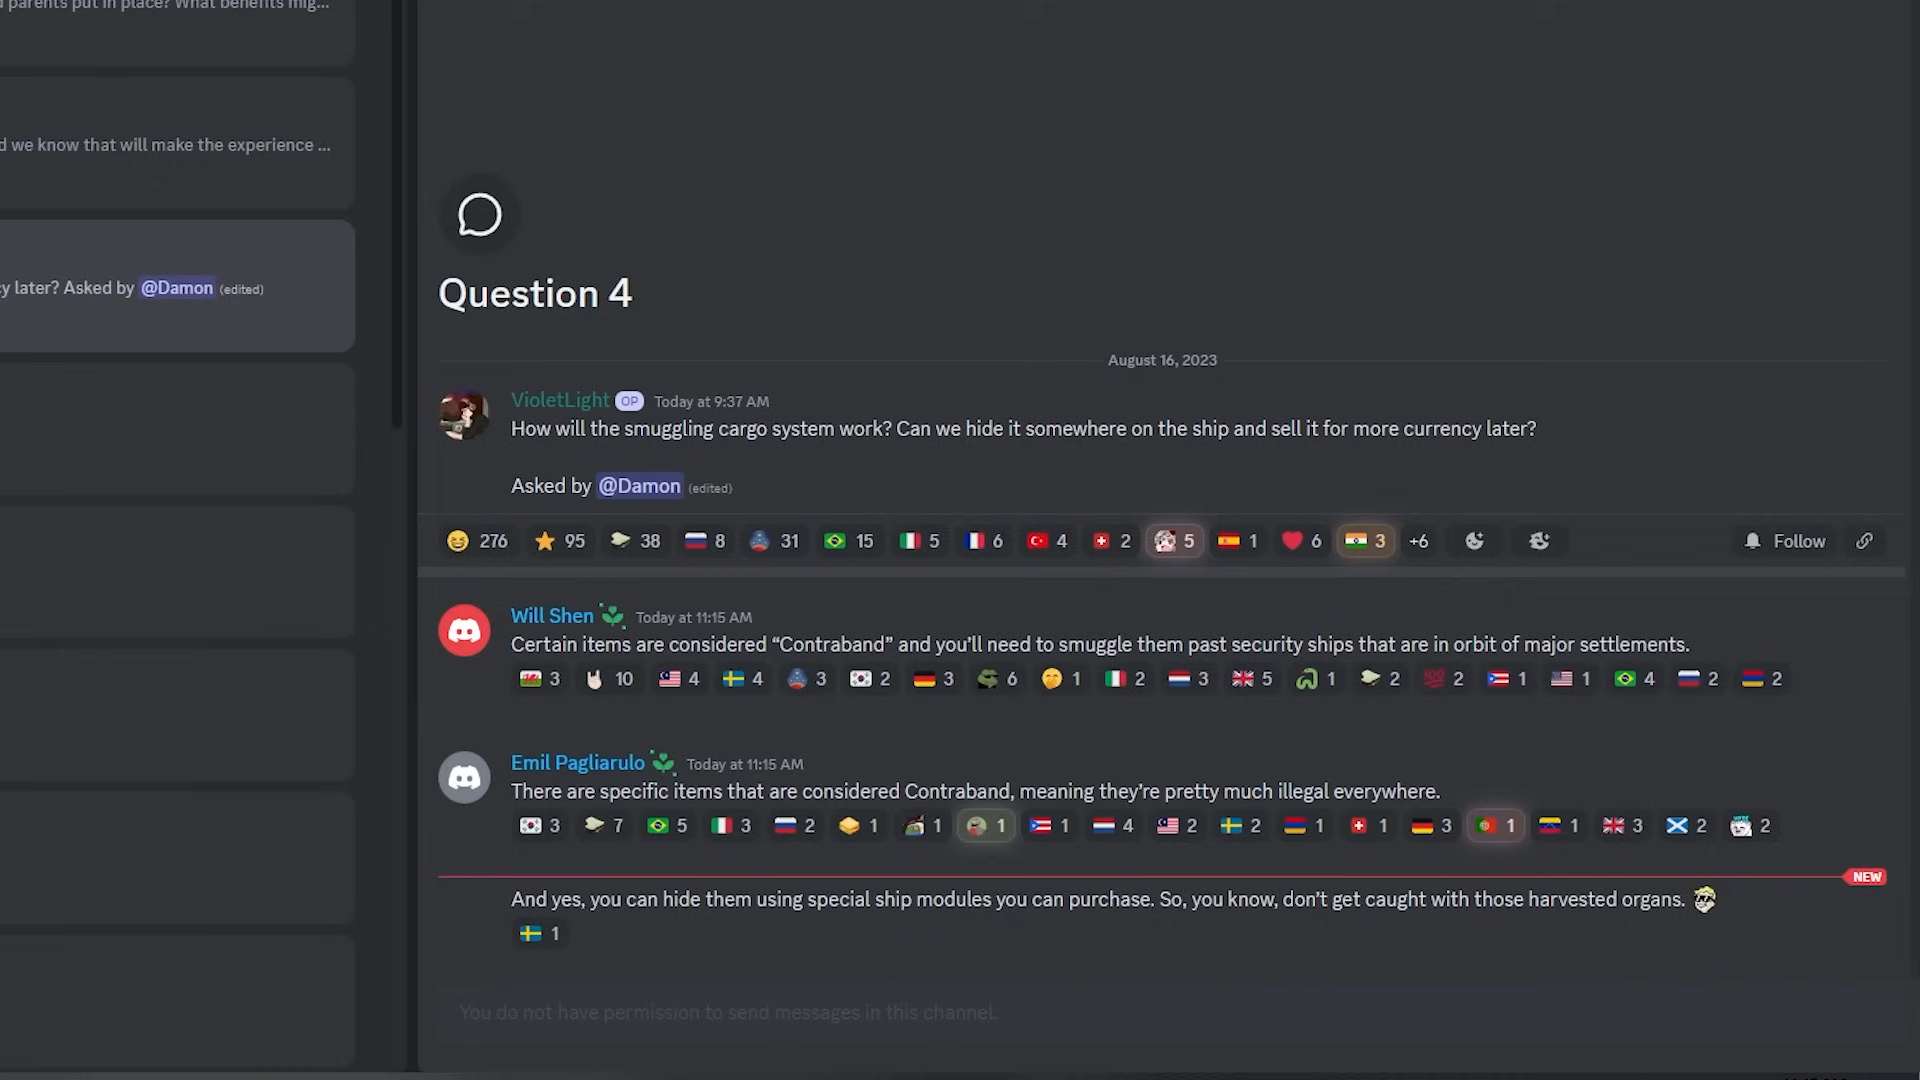 d parents put in place? What benefits mig...
d we know that will make the experience ...
cy later? Asked by @Damon (edited)
Question 4
August 16, 2023
VioletLight OP Today at 9:37 AM
How will the smuggling cargo system work? Can we hide it somewhere on the ship and sell it for more currency later?
Asked by @Damon (edited)
276 95 38 8 31 15 5 6 4 2 5 1 6 3 +6 Follow
Will Shen Today at 11:15 AM
Certain items are considered “Contraband” and you’ll need to smuggle them past security ships that are in orbit of major settlements.
3 10 4 4 3 2 3 6 1 2 3 5 1 2 2 1 1 4 2 2
Emil Pagliarulo Today at 11:15 AM
There are specific items that are considered Contraband, meaning they’re pretty much illegal everywhere.
3 7 5 3 2 1 1 1 1 4 2 2 1 1 3 1 1 3 2 2
NEW
And yes, you can hide them using special ship modules you can purchase. So, you know, don’t get caught with those harvested organs.
1
You do not have permission to send messages in this channel.